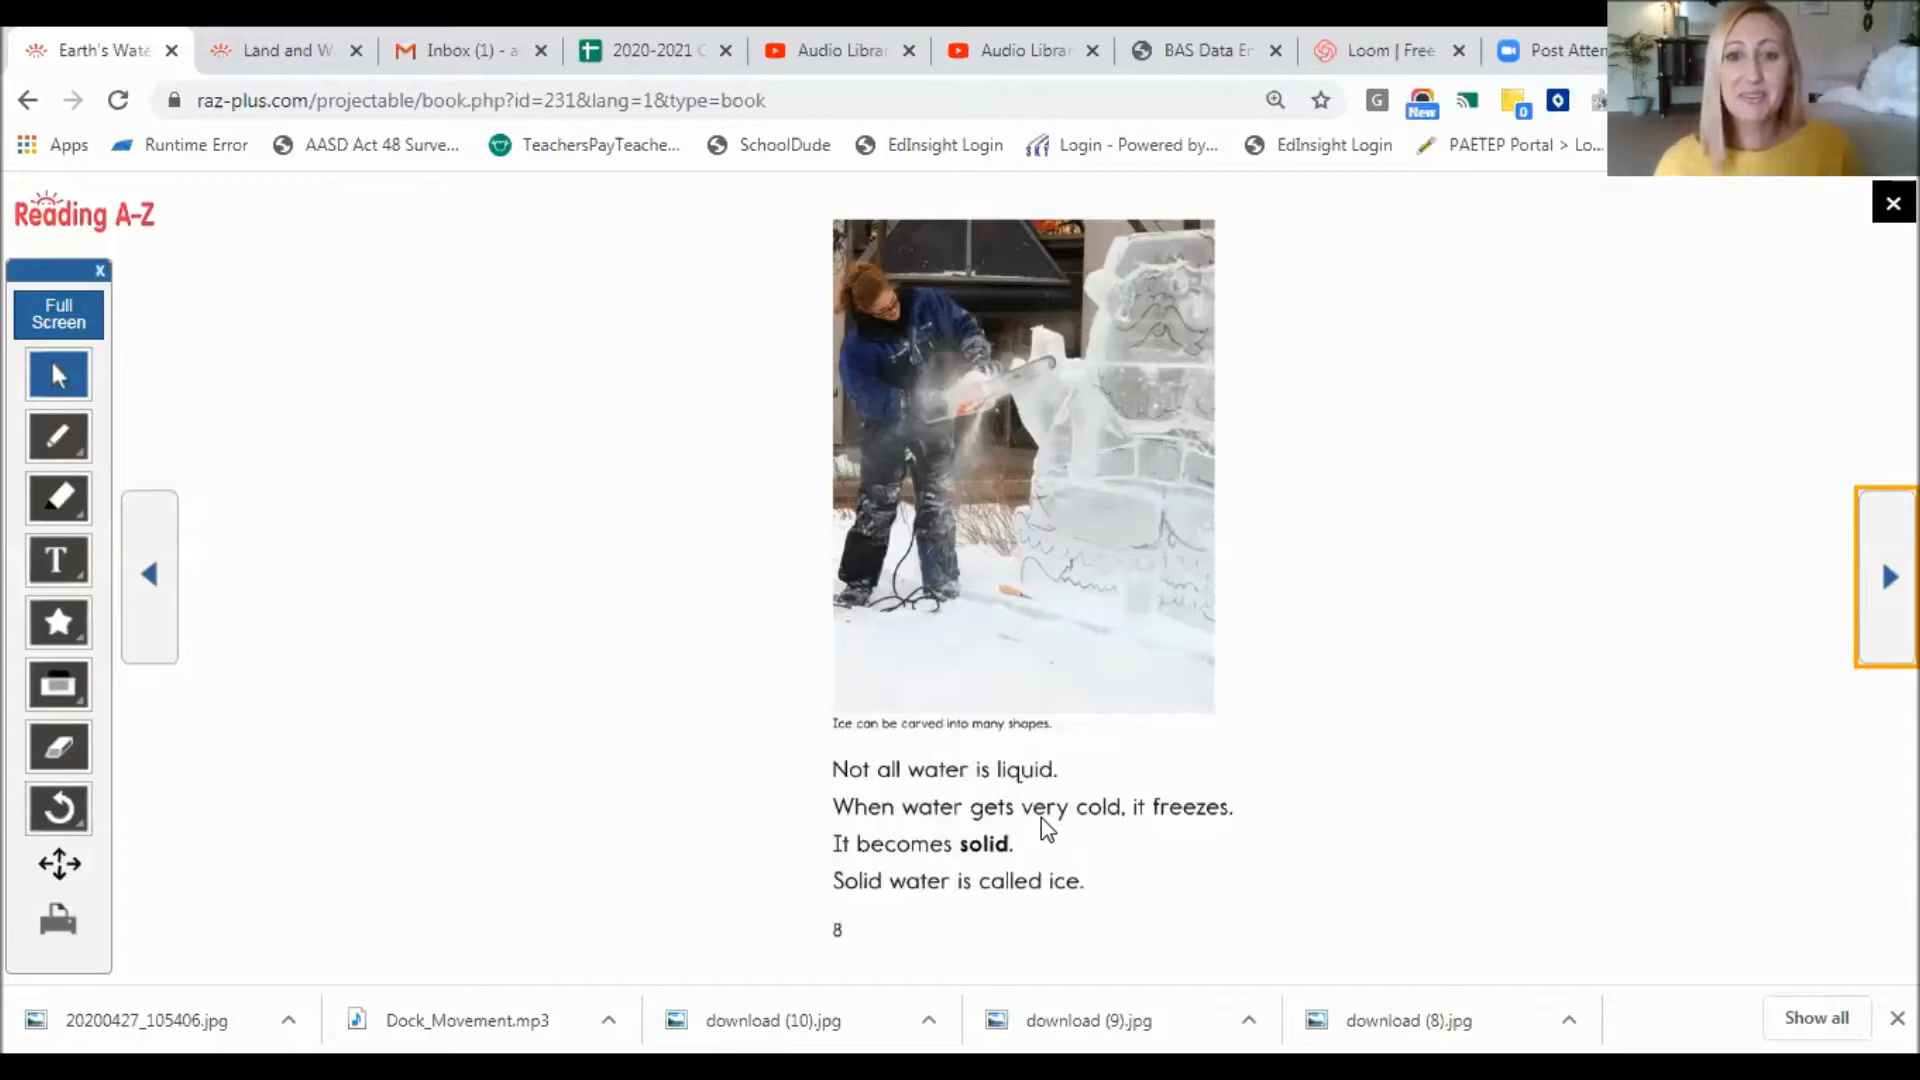 Earth's Wate
Land and W
Inbox (1) - a
2020-2021 C
Audio Librar
Audio Librar
BAS Data En
Loom | Free
Post Atten
raz-plus.com/projectable/book.php?id=231&lang=1&type=book
G
New
0
Apps
Runtime Error
AASD Act 48 Surve...
TeachersPayTeache...
SchoolDude
EdInsight Login
Login - Powered by...
EdInsight Login
PAETEP Portal > Lo...
Reading A-Z
X
Full
Screen
T
Ice can be carved into many shapes.
Not all water is liquid.
When water gets very cold, it freezes.
It becomes solid.
Solid water is called ice.
8
20200427_105406.jpg
Dock_Movement.mp3
download (10).jpg
download (9).jpg
download (8).jpg
Show all